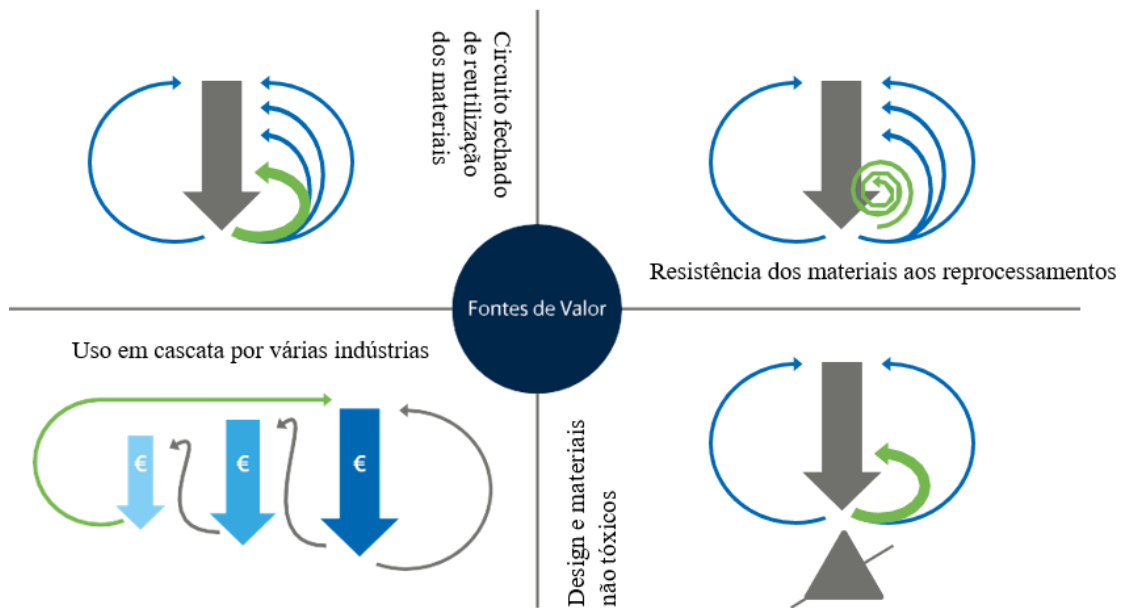 Circuito fechado
de reutilização
dos materiais
Resistência dos materiais aos reprocessamentos
Fontes de Valor
Uso em cascata por várias indústrias
€
€
€
Design e materiais
não tóxicos